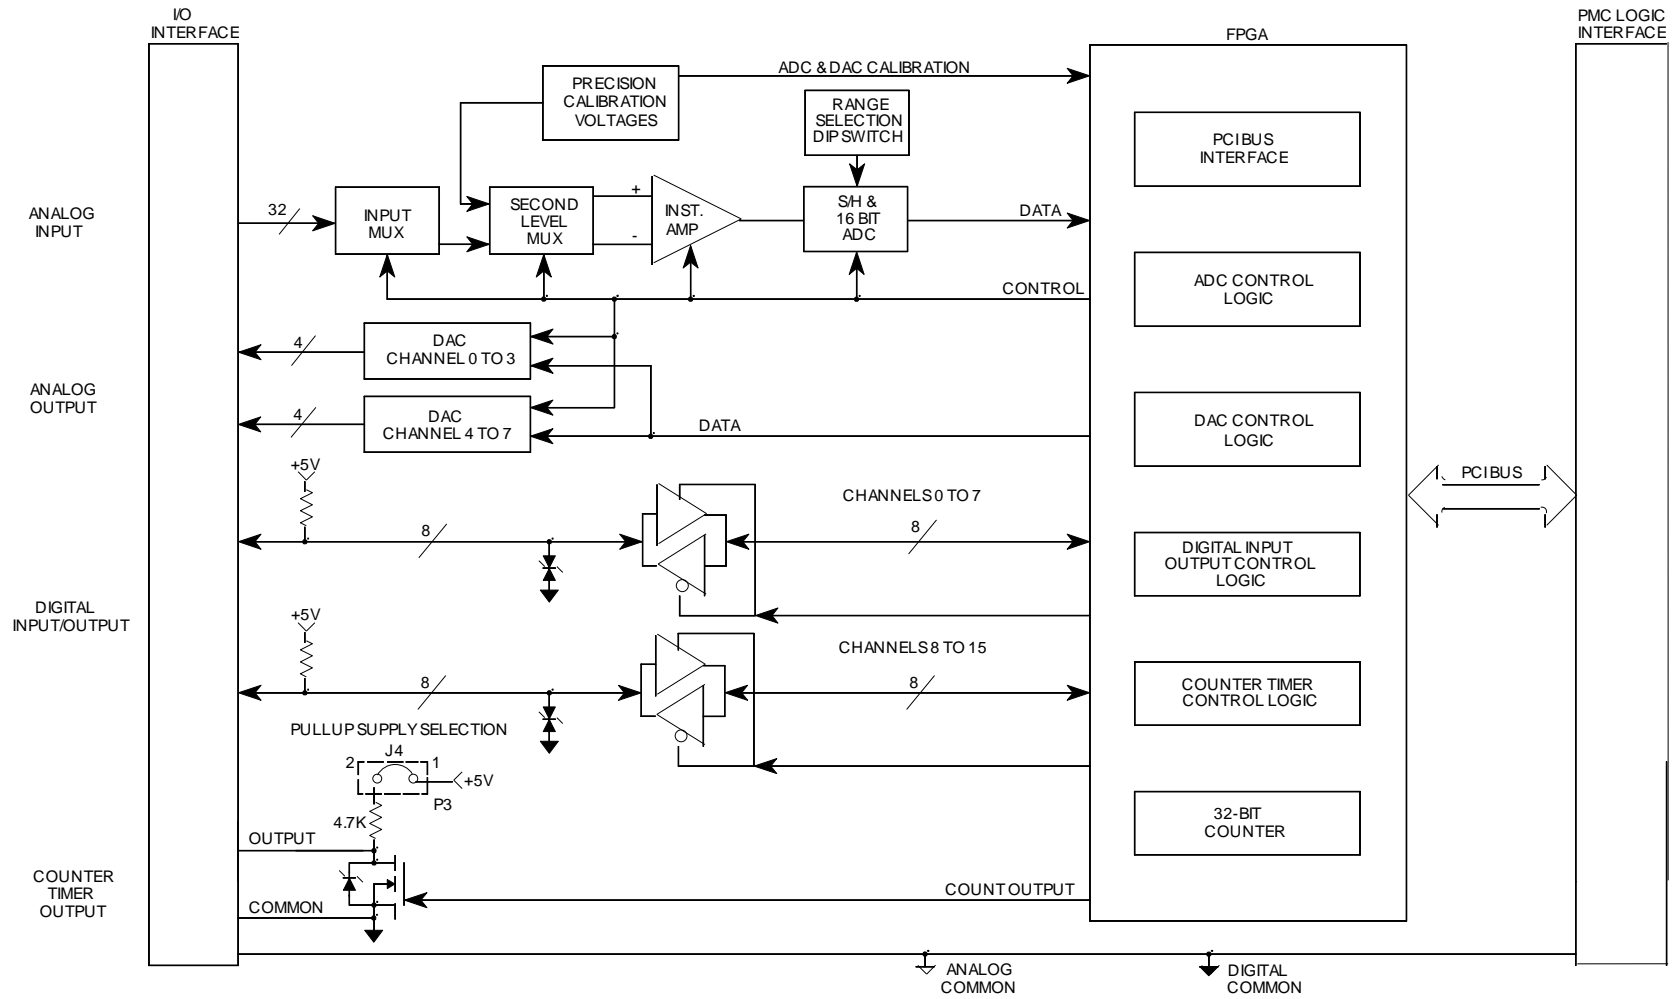 I/O
INTERFACE
PMC LOGIC
INTERFACE
FPGA
ADC & DAC CALIBRATION
PRECISION
CALIBRATION
VOLTAGES
RANGE
SELECTION
DIP SWITCH
PCI BUS
INTERFACE
ANALOG
INPUT
32
INPUT
MUX
SECOND
LEVEL
MUX
+
-
INST.
AMP
S/H &
16 BIT
ADC
DATA
CONTROL
ADC CONTROL
LOGIC
ANALOG
OUTPUT
4
DAC
CHANNEL 0 TO 3
4
DAC
CHANNEL 4 TO 7
DATA
DAC CONTROL
LOGIC
PCI BUS
+5V
8
CHANNELS 0 TO 7
8
DIGITAL INPUT
OUTPUT CONTROL
LOGIC
DIGITAL
INPUT/OUTPUT
+5V
8
CHANNELS 8 TO 15
8
COUNTER TIMER
CONTROL LOGIC
PULLUP SUPPLY SELECTION
J4
2
1
+5V
P3
4.7K
32-BIT
COUNTER
OUTPUT
COUNTER
TIMER
OUTPUT
COMMON
COUNT OUTPUT
ANALOG
COMMON
DIGITAL
COMMON